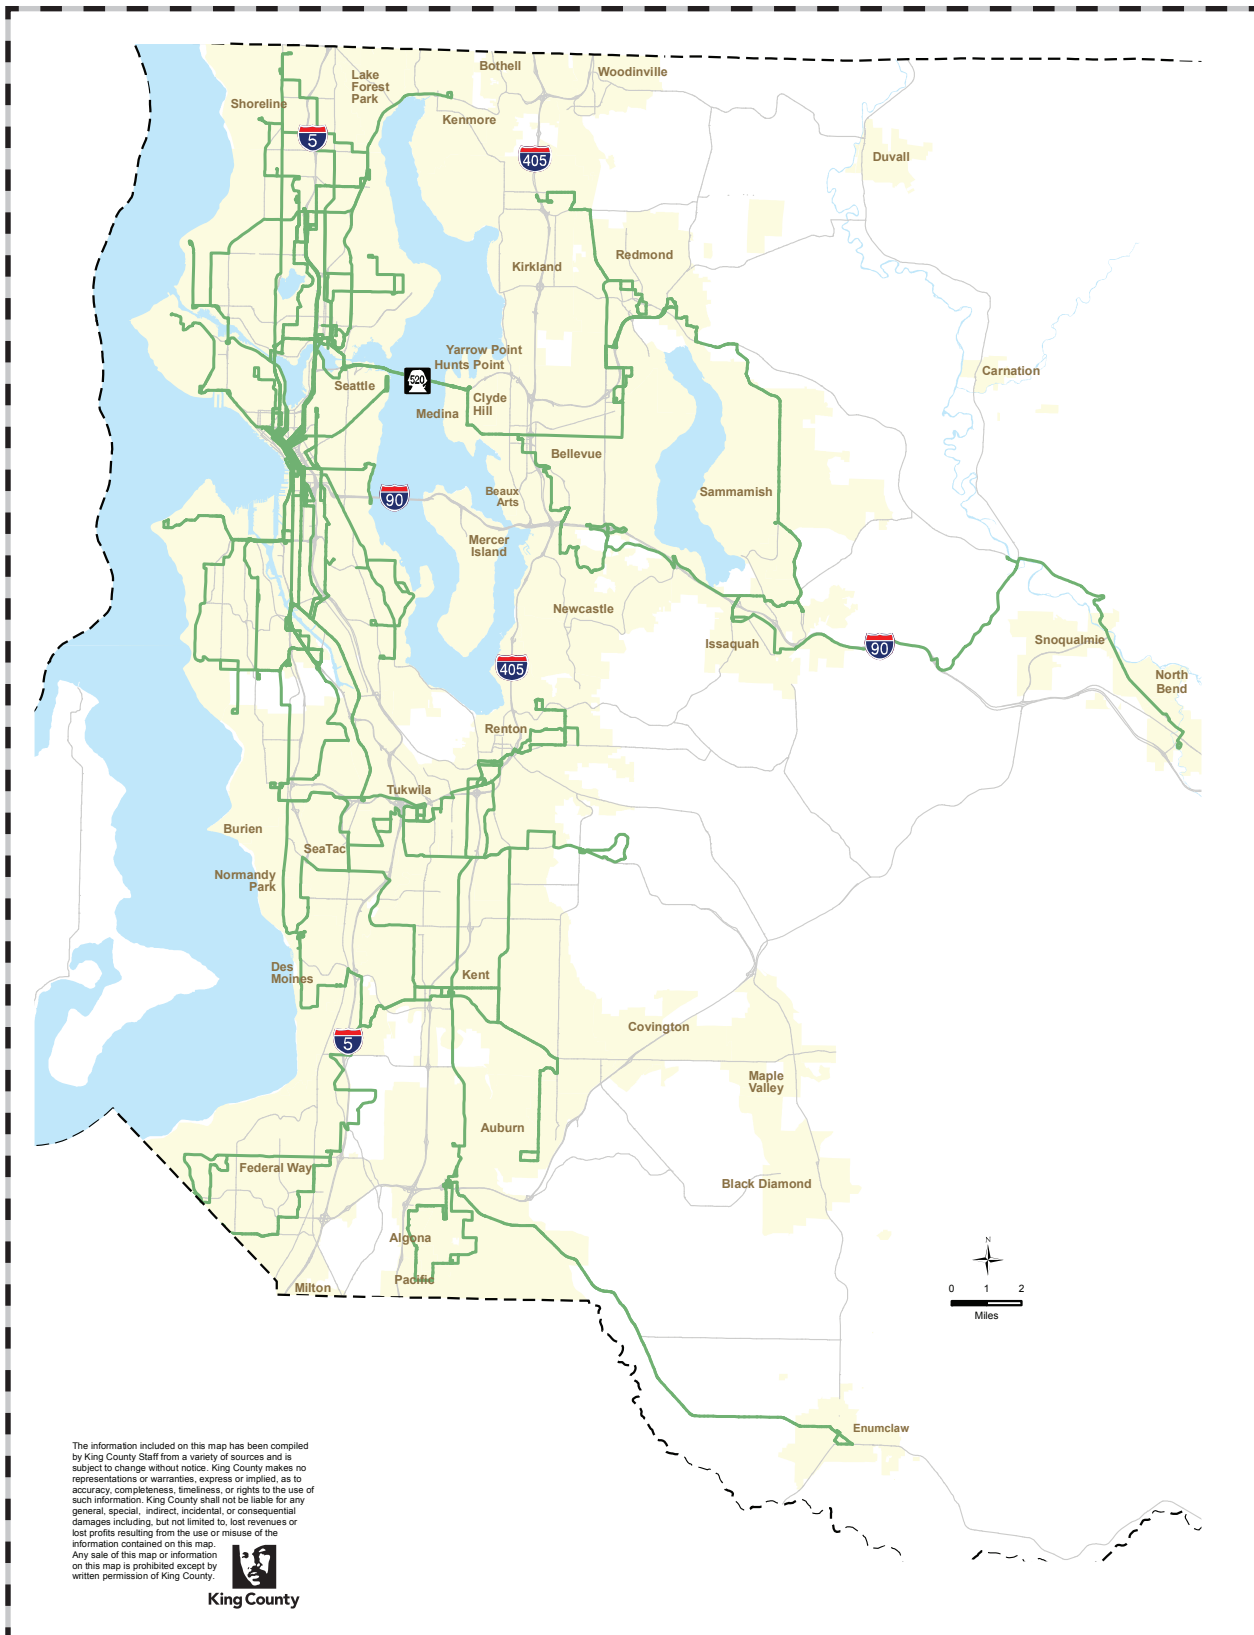 Bothell
Woodinville
Lake
Forest
Park
Shoreline
Kenmore
5
405
Duvall
Redmond
Kirkland
Yarrow Point
Hunts Point
Carnation
520
Seattle
Clyde
Hill
Medina
Bellevue
Beaux
Arts
90
Sammamish
Mercer
Island
Newcastle
Issaquah
90
Snoqualmie
405
North
Bend
Renton
Tukwila
Burien
SeaTac
Normandy
Park
Des
Moines
Kent
Covington
5
Maple
Valley
Auburn
Federal Way
Black Diamond
Algona
Pacific
Milton
N
0 1 2
Miles
Enumclaw
The information included on this map has been compiled
by King County Staff from a variety of sources and is
subject to change without notice. King County makes no
representations or warranties, express or implied, as to
accuracy, completeness, timeliness, or rights to the use of
such information. King County shall not be liable for any
general, special, indirect, incidental, or consequential
damages including, but not limited to, lost revenues or
lost profits resulting from the use or misuse of the
information contained on this map.
Any sale of this map or information
on this map is prohibited except by
written permission of King County.
King County